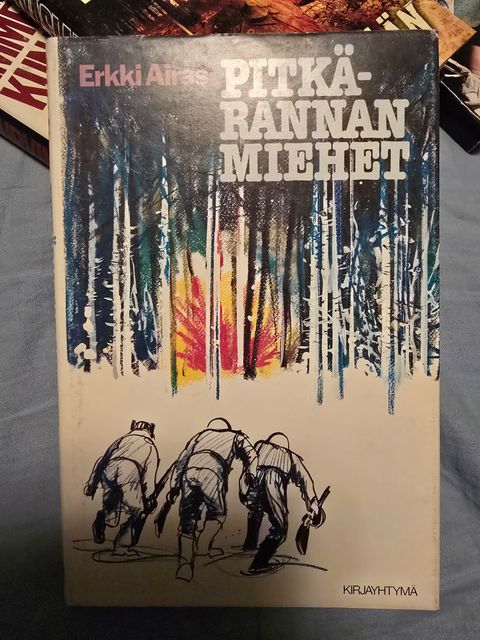 Erkki Airas
PITKÄ-
RANNAN
MIEHET
KIRJAYHTYMÄ